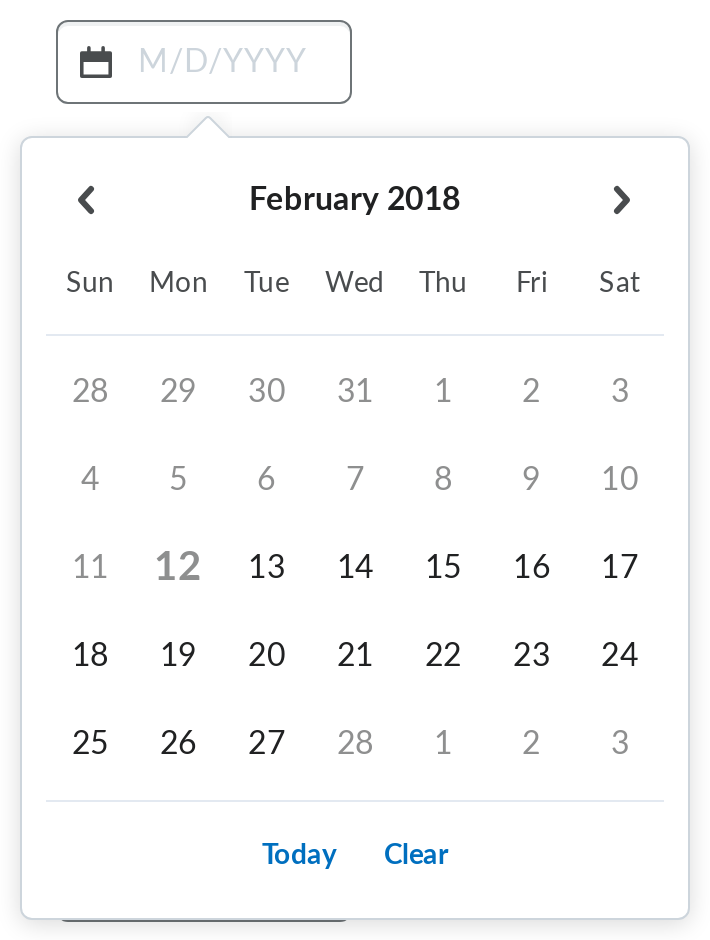 M/D/YYYY
February 2018
Sun Mon Tue Wed Thu Fri Sat
28 29 30 31 1 2 3
4 5 6 7 8 9 10
11 12 13 14 15 16 17
18 19 20 21 22 23 24
25 26 27 28 1 2 3
Today Clear